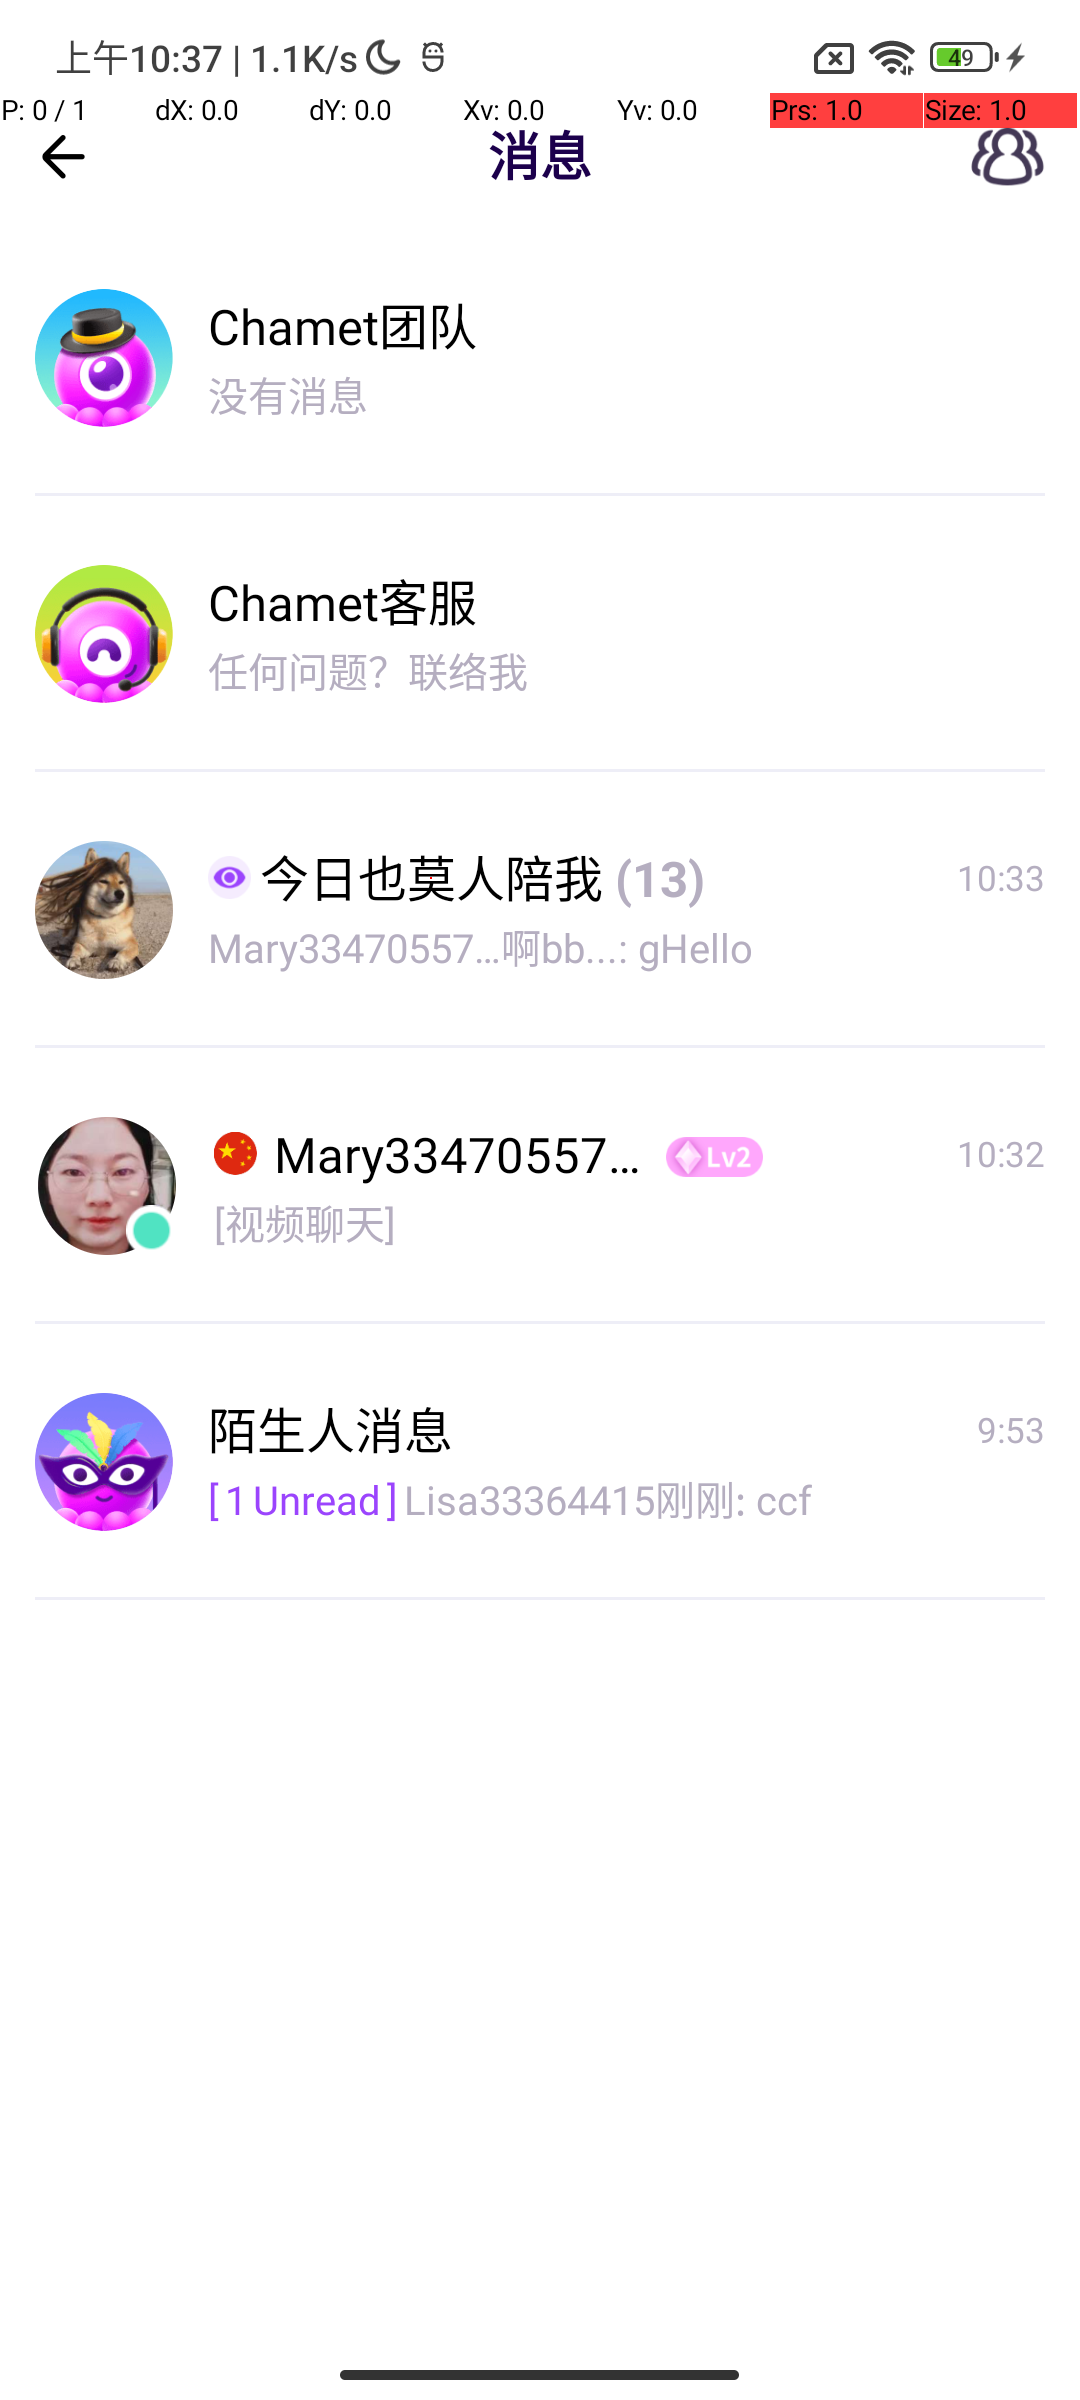 上午10:37 | 1.1K/s
49
P: 0 / 1 dX: 0.0 dY: 0.0 Xv: 0.0 Yv: 0.0 Prs: 1.0 Size: 1.0
消息
Chamet团队
没有消息
Chamet客服
任何问题？联络我
今日也莫人陪我 (13) 10:33
Mary33470557...啊bb...: gHello
Mary33470557... Lv2 10:32
[视频聊天]
陌生人消息 9:53
[1 Unread] Lisa33364415刚刚: ccf